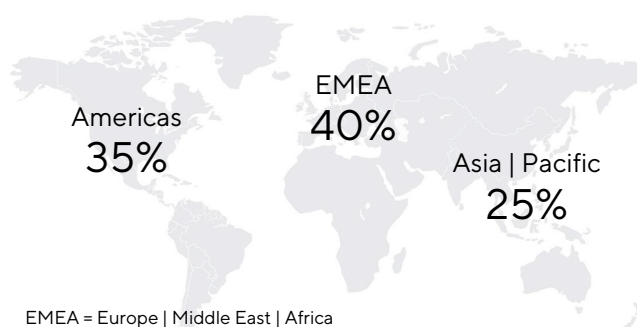 EMEA
40%
Americas
35%
Asia | Pacific
25%
EMEA = Europe | Middle East | Africa